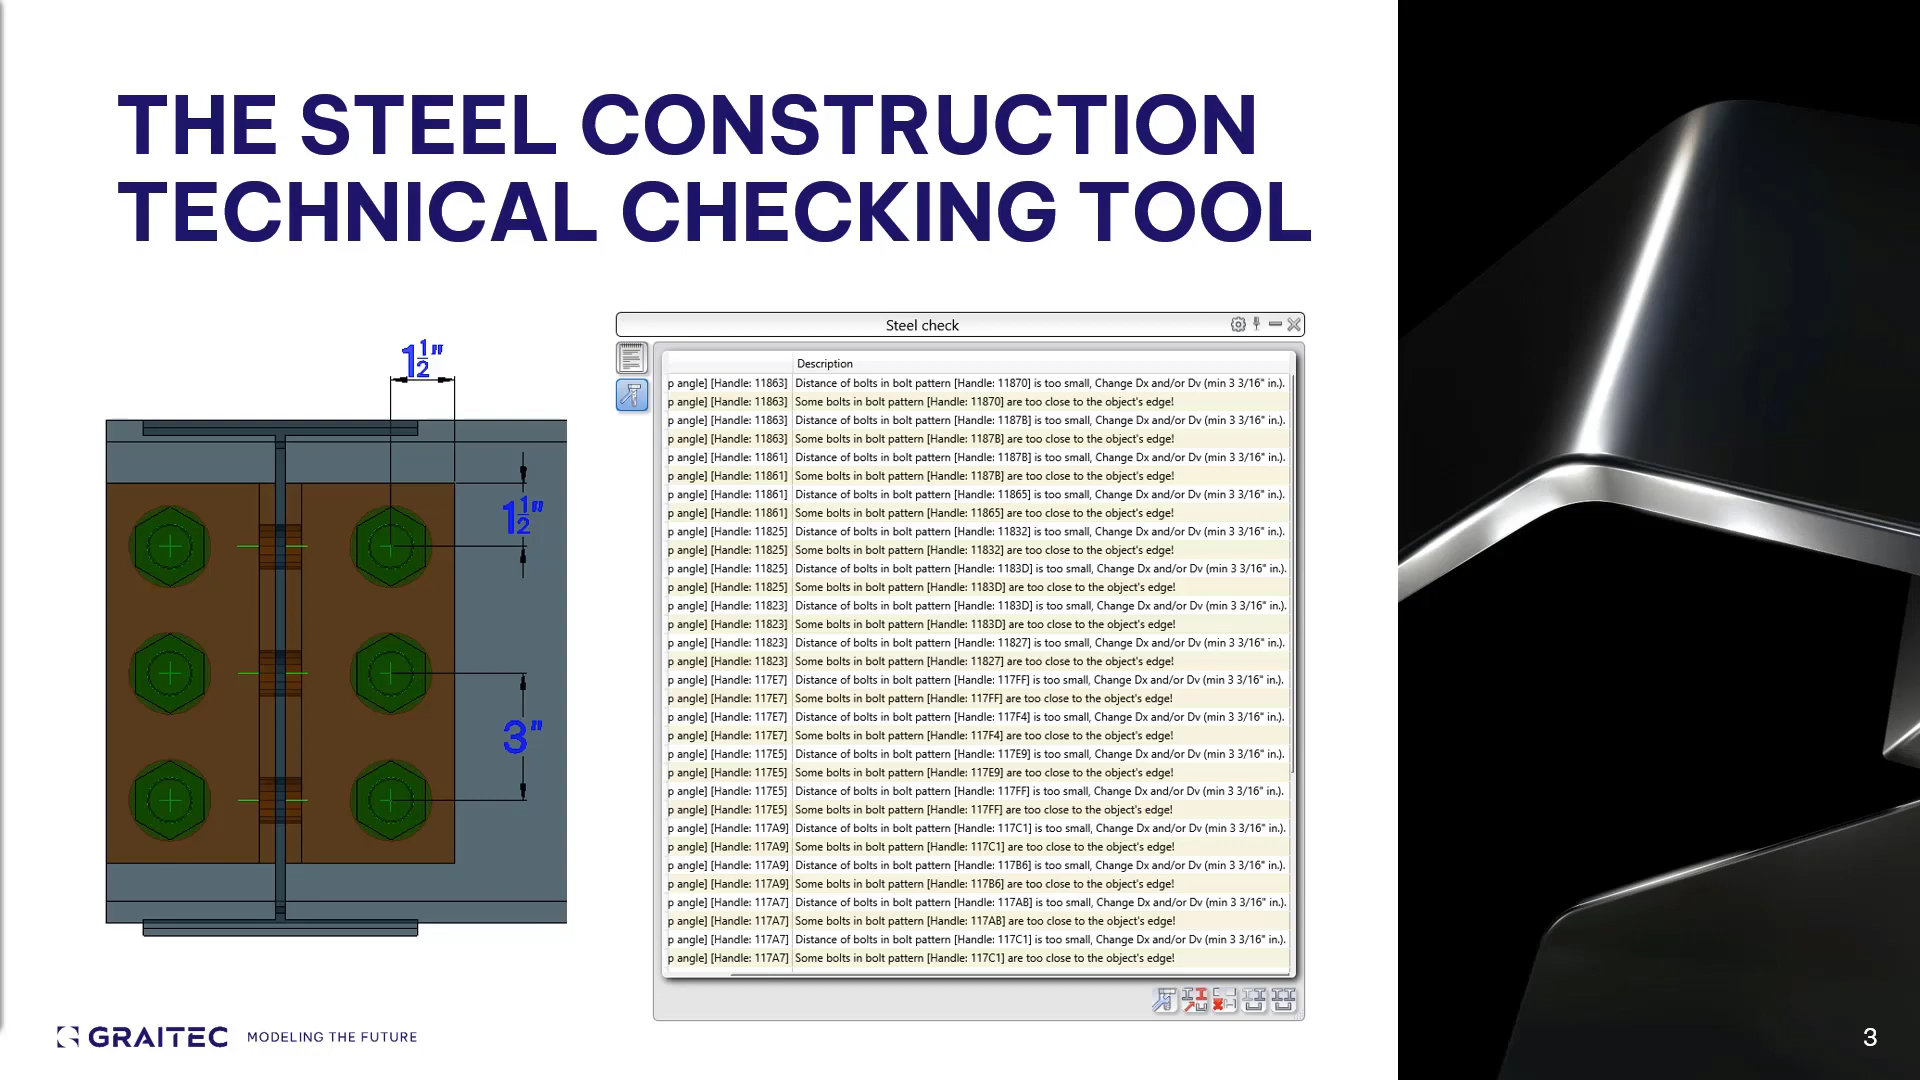 THE STEEL CONSTRUCTION
TECHNICAL CHECKING TOOL
1 1/2"
1 1/2"
3"
Steel check
Description
p angle] [Handle: 11863] Distance of bolts in bolt pattern [Handle: 11870] is too small, Change Dx and/or Dv (min 3 3/16" in.).
p angle] [Handle: 11863] Some bolts in bolt pattern [Handle: 11870] are too close to the object's edge!
p angle] [Handle: 11863] Distance of bolts in bolt pattern [Handle: 1187B] is too small, Change Dx and/or Dv (min 3 3/16" in.).
p angle] [Handle: 11863] Some bolts in bolt pattern [Handle: 1187B] are too close to the object's edge!
p angle] [Handle: 11861] Distance of bolts in bolt pattern [Handle: 1187B] is too small, Change Dx and/or Dv (min 3 3/16" in.).
p angle] [Handle: 11861] Some bolts in bolt pattern [Handle: 1187B] are too close to the object's edge!
p angle] [Handle: 11861] Distance of bolts in bolt pattern [Handle: 11865] is too small, Change Dx and/or Dv (min 3 3/16" in.).
p angle] [Handle: 11861] Some bolts in bolt pattern [Handle: 11865] are too close to the object's edge!
p angle] [Handle: 11825] Distance of bolts in bolt pattern [Handle: 11832] is too small, Change Dx and/or Dv (min 3 3/16" in.).
p angle] [Handle: 11825] Some bolts in bolt pattern [Handle: 11832] are too close to the object's edge!
p angle] [Handle: 11825] Distance of bolts in bolt pattern [Handle: 1183D] is too small, Change Dx and/or Dv (min 3 3/16" in.).
p angle] [Handle: 11825] Some bolts in bolt pattern [Handle: 1183D] are too close to the object's edge!
p angle] [Handle: 11823] Distance of bolts in bolt pattern [Handle: 1183D] is too small, Change Dx and/or Dv (min 3 3/16" in.).
p angle] [Handle: 11823] Some bolts in bolt pattern [Handle: 1183D] are too close to the object's edge!
p angle] [Handle: 11823] Distance of bolts in bolt pattern [Handle: 11827] is too small, Change Dx and/or Dv (min 3 3/16" in.).
p angle] [Handle: 11823] Some bolts in bolt pattern [Handle: 11827] are too close to the object's edge!
p angle] [Handle: 117E7] Distance of bolts in bolt pattern [Handle: 117FF] is too small, Change Dx and/or Dv (min 3 3/16" in.).
p angle] [Handle: 117E7] Some bolts in bolt pattern [Handle: 117FF] are too close to the object's edge!
p angle] [Handle: 117E7] Distance of bolts in bolt pattern [Handle: 117F4] is too small, Change Dx and/or Dv (min 3 3/16" in.).
p angle] [Handle: 117E7] Some bolts in bolt pattern [Handle: 117F4] are too close to the object's edge!
p angle] [Handle: 117E5] Distance of bolts in bolt pattern [Handle: 117E9] is too small, Change Dx and/or Dv (min 3 3/16" in.).
p angle] [Handle: 117E5] Some bolts in bolt pattern [Handle: 117E9] are too close to the object's edge!
p angle] [Handle: 117E5] Distance of bolts in bolt pattern [Handle: 117FF] is too small, Change Dx and/or Dv (min 3 3/16" in.).
p angle] [Handle: 117E5] Some bolts in bolt pattern [Handle: 117FF] are too close to the object's edge!
p angle] [Handle: 117A9] Distance of bolts in bolt pattern [Handle: 117C1] is too small, Change Dx and/or Dv (min 3 3/16" in.).
p angle] [Handle: 117A9] Some bolts in bolt pattern [Handle: 117C1] are too close to the object's edge!
p angle] [Handle: 117A9] Distance of bolts in bolt pattern [Handle: 117B6] is too small, Change Dx and/or Dv (min 3 3/16" in.).
p angle] [Handle: 117A9] Some bolts in bolt pattern [Handle: 117B6] are too close to the object's edge!
p angle] [Handle: 117A7] Distance of bolts in bolt pattern [Handle: 117AB] is too small, Change Dx and/or Dv (min 3 3/16" in.).
p angle] [Handle: 117A7] Some bolts in bolt pattern [Handle: 117AB] are too close to the object's edge!
p angle] [Handle: 117A7] Distance of bolts in bolt pattern [Handle: 117C1] is too small, Change Dx and/or Dv (min 3 3/16" in.).
p angle] [Handle: 117A7] Some bolts in bolt pattern [Handle: 117C1] are too close to the object's edge!
GRAITEC MODELING THE FUTURE
3